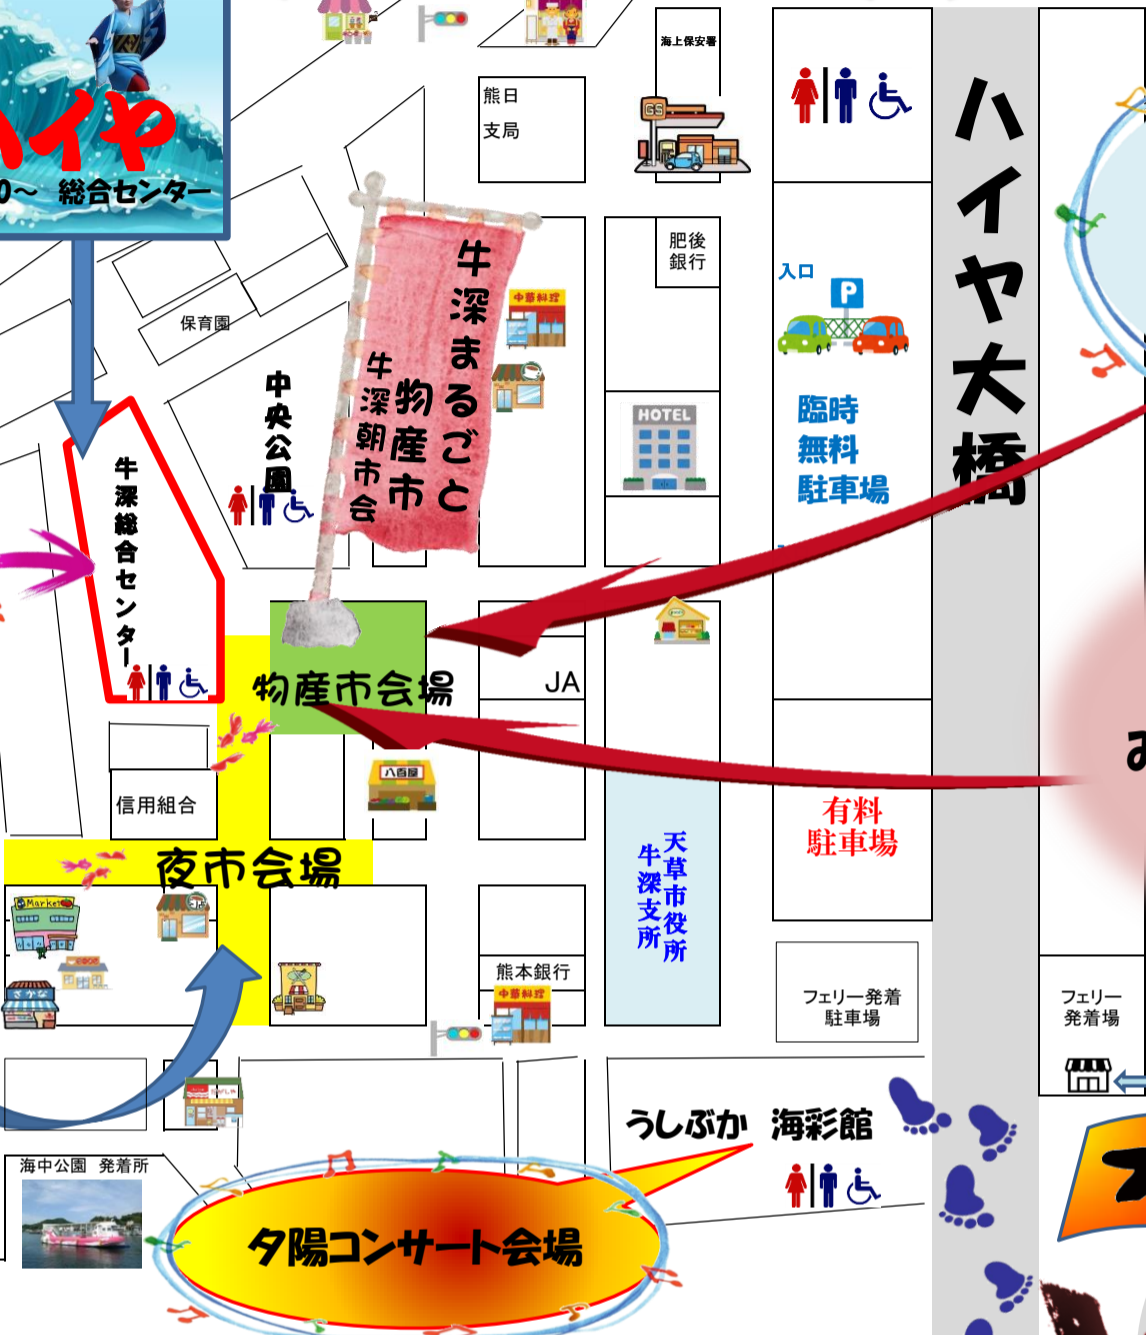 ハイヤ
0～ 総合センター
海上保安署
熊日
支局
GS
ハイヤ大橋
肥後
銀行
入口
P
牛深まるごと
物産市
牛深朝市会
中華料理
保育園
中央公園
HOTEL
臨時
無料
駐車場
牛深総合センター
物産市会場
JA
八百屋
信用組合
有料
駐車場
天草市役所
牛深支所
夜市会場
Market
さかな
熊本銀行
中華料理
フェリー発着
駐車場
フェリー
発着場
うしぶか 海彩館
海中公園 発着所
夕陽コンサート会場